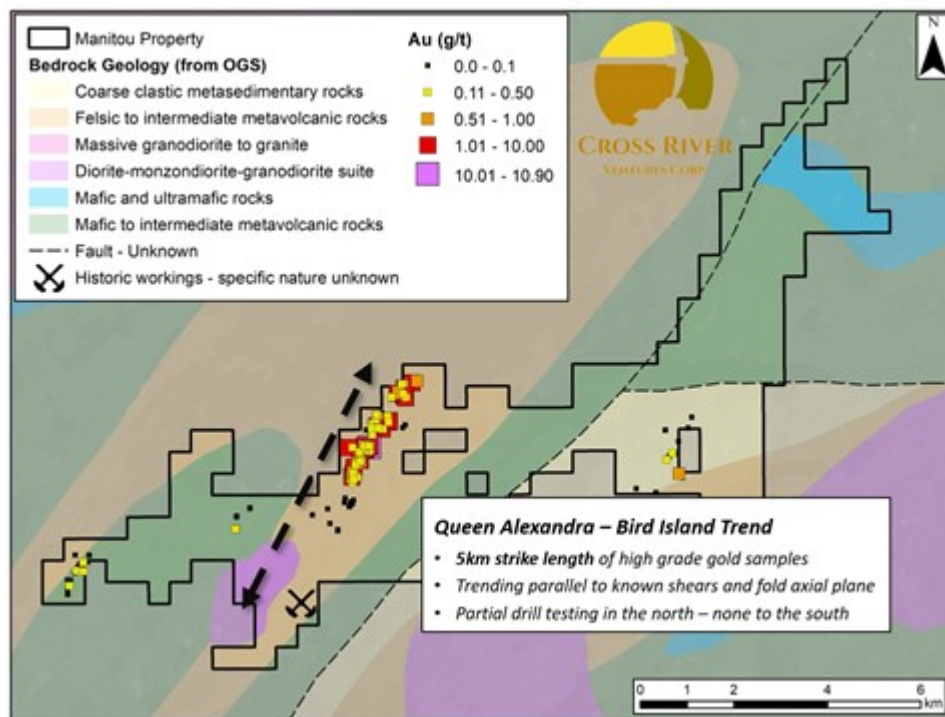 Manitou Property
Bedrock Geology (from OGS)
Coarse clastic metasedimentary rocks
Felsic to intermediate metavolcanic rocks
Massive granodiorite to granite
Diorite-monzondiorite-granodiorite suite
Mafic and ultramafic rocks
Mafic to intermediate metavolcanic rocks
Fault - Unknown
Historic workings - specific nature unknown
Au (g/t)
0.0 - 0.1
0.11 - 0.50
0.51 - 1.00
1.01 - 10.00
10.01 - 10.90
CROSS RIVER
VENTURES CORP
N
Queen Alexandra – Bird Island Trend
• 5km strike length of high grade gold samples
• Trending parallel to known shears and fold axial plane
• Partial drill testing in the north – none to the south
0 1 2 4 6
km